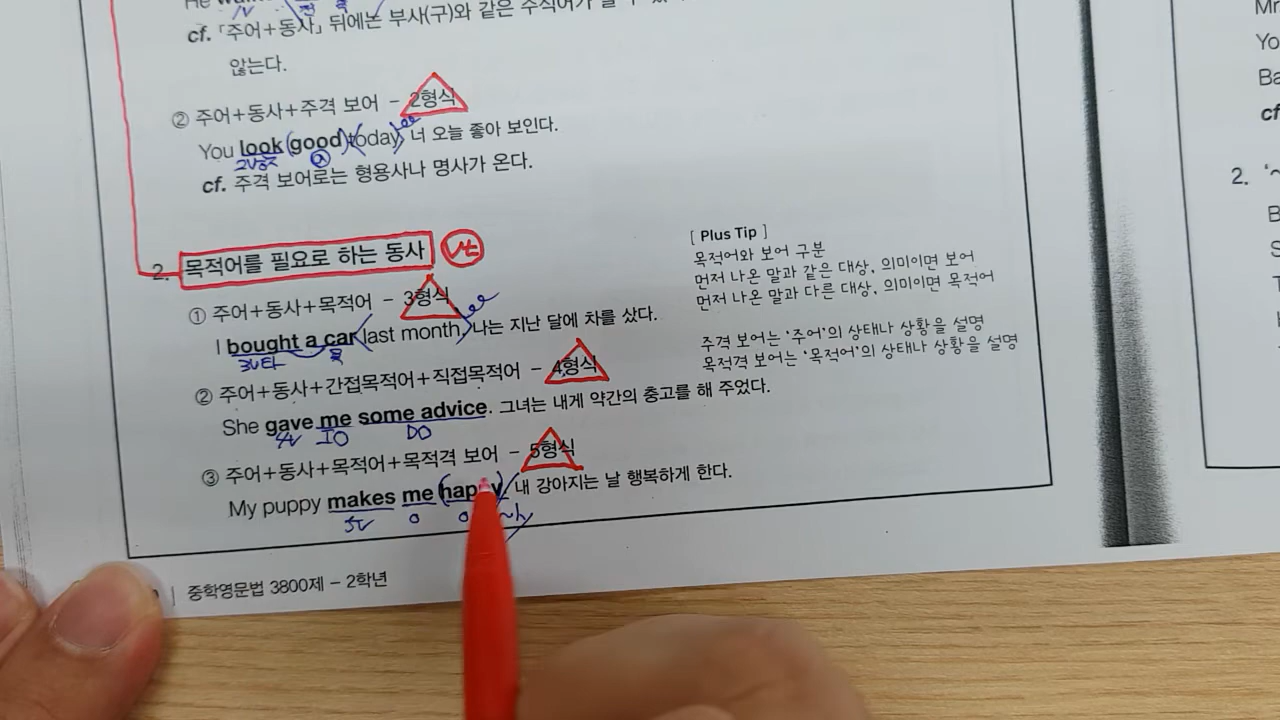 cf. 「주어+동사」 뒤에는 부사(구)와 같은 수식어가
않는다.
② 주어+동사+주격 보어 - 2형식
You look good today. 너 오늘 좋아 보인다.
cf. 주격 보어로는 형용사나 명사가 온다.
2. 목적어를 필요로 하는 동사
① 주어+동사+목적어 - 3형식
I bought a car last month. 나는 지난 달에 차를 샀다.
3V타 목
② 주어+동사+간접목적어+직접목적어 - 4형식
She gave me some advice. 그녀는 내게 약간의 충고를 해 주었다.
4V IO DO
③ 주어+동사+목적어+목적격 보어 - 5형식
My puppy makes me happy. 내 강아지는 날 행복하게 한다.
5V O
중학영문법 3800제 - 2학년
[ Plus Tip ]
목적어와 보어 구분
먼저 나온 말과 같은 대상, 의미이면 보어
먼저 나온 말과 다른 대상, 의미이면 목적어
주격 보어는 '주어'의 상태나 상황을 설명
목적격 보어는 '목적어'의 상태나 상황을 설명
Yo
Ba
cf
2. '~